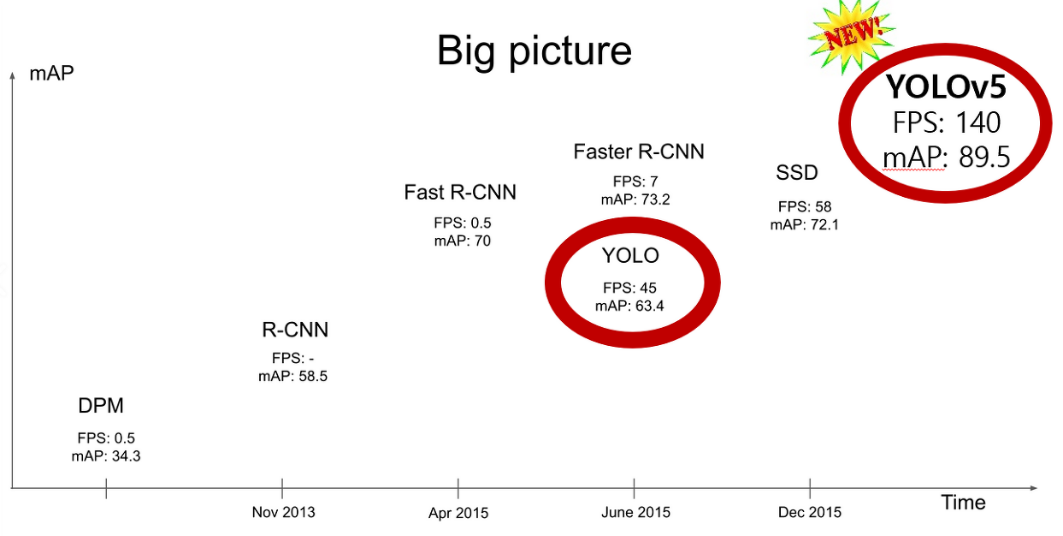 Big picture
NEW!
mAP
YOLOv5
FPS: 140
mAP: 89.5
Faster R-CNN
FPS: 7
mAP: 73.2
SSD
FPS: 58
mAP: 72.1
Fast R-CNN
FPS: 0.5
mAP: 70
YOLO
FPS: 45
mAP: 63.4
R-CNN
FPS: -
mAP: 58.5
DPM
FPS: 0.5
mAP: 34.3
Nov 2013
Apr 2015
June 2015
Dec 2015
Time